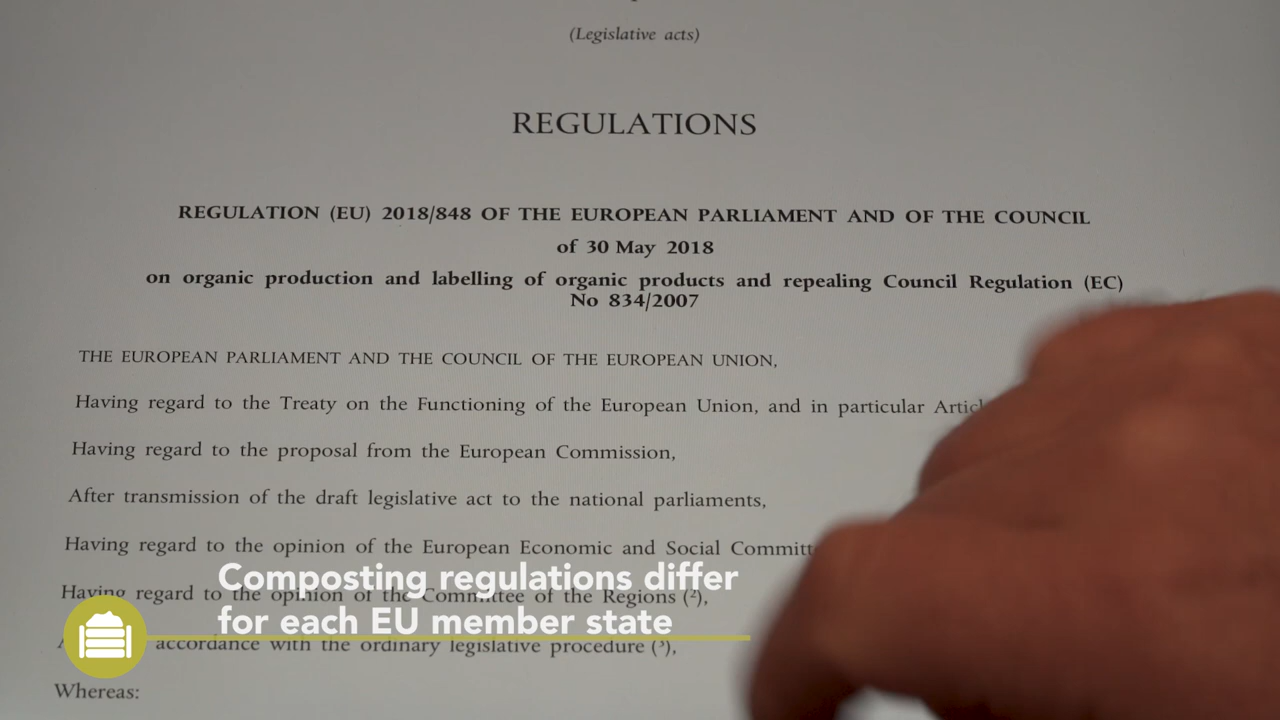 (Legislative acts)
REGULATIONS
REGULATION (EU) 2018/848 OF THE EUROPEAN PARLIAMENT AND OF THE COUNCIL
of 30 May 2018
on organic production and labelling of organic products and repealing Council Regulation (EC)
No 834/2007
THE EUROPEAN PARLIAMENT AND THE COUNCIL OF THE EUROPEAN UNION,
Having regard to the Treaty on the Functioning of the European Union, and in particular
Having regard to the proposal from the European Commission,
After transmission of the draft legislative act to the national parliaments,
Having regard to the opinion of the European Economic and Social
Having regard to the opinion of the Committee of the Regions (²),
accordance with the ordinary legislative procedure (³),
Whereas:
Composting regulations differ
for each EU member state